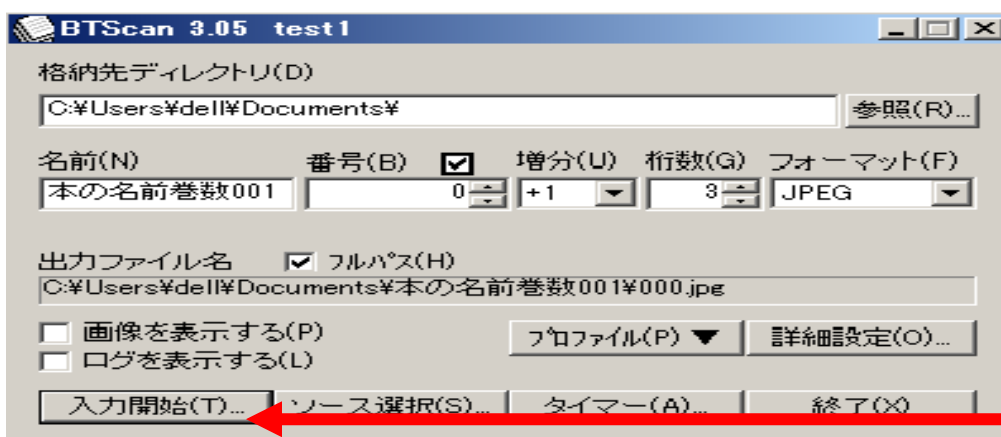 BTScan 3.05 test1
格納先ディレクトリ(D)
C:¥Users¥dell¥Documents¥ 参照(R)...
名前(N) 番号(B) 増分(U) 桁数(G) フォーマット(F)
本の名前巻数001 0 +1 3 JPEG
出力ファイル名 フルパス(H)
C:¥Users¥dell¥Documents¥本の名前巻数001¥000.jpg
画像を表示する(P) プロファイル(P)▼ 詳細設定(O)...
ログを表示する(L)
入力開始(T)... ソース選択(S)... タイマー(A)... 終了(X)